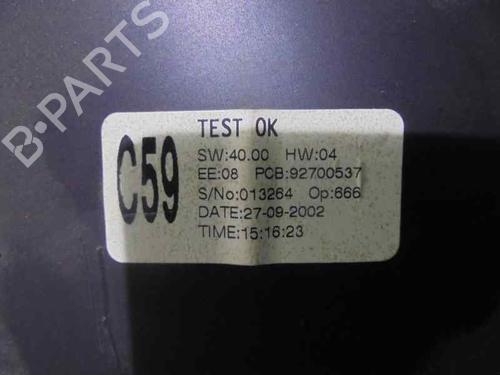 B-PARTS
C59
TEST OK
SW:40.00 HW:04
EE:08 PCB:92700537
S/No:013264 Op:666
DATE:27-09-2002
TIME:15:16:23